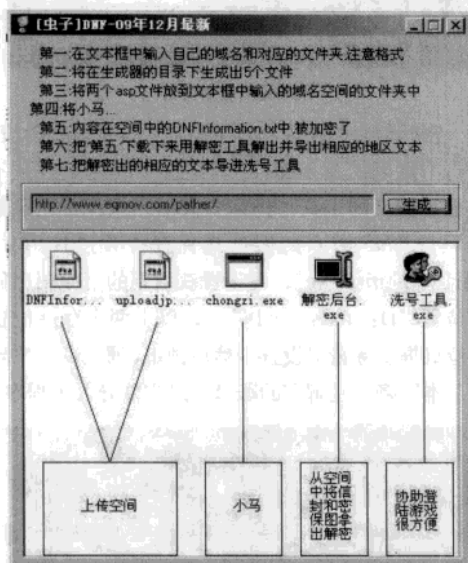 [虫子]DNF-09年12月最新
第一:在文本框中输入自己的域名和对应的文件夹.注意格式
第二:将在生成器的目录下生成出5个文件
第三:将两个asp文件放到文本框中输入的域名空间的文件夹中
第四:将小马...
第五:内容在空间中的DNFInformation.txt中.被加密了
第六:把'第五'下载下来用解密工具解出并导出相应的地区文本
第七:把解密出的相应的文本导进洗号工具
http://www.eqmov.com/pather/
生成
DNFInfor...
uploadjp...
chongzi.exe
解密后台.
exe
洗号工具.
exe
上传空间
小马
从空间
中将信
封和密
保图拿
出解密
协助登
陆游戏
很方便